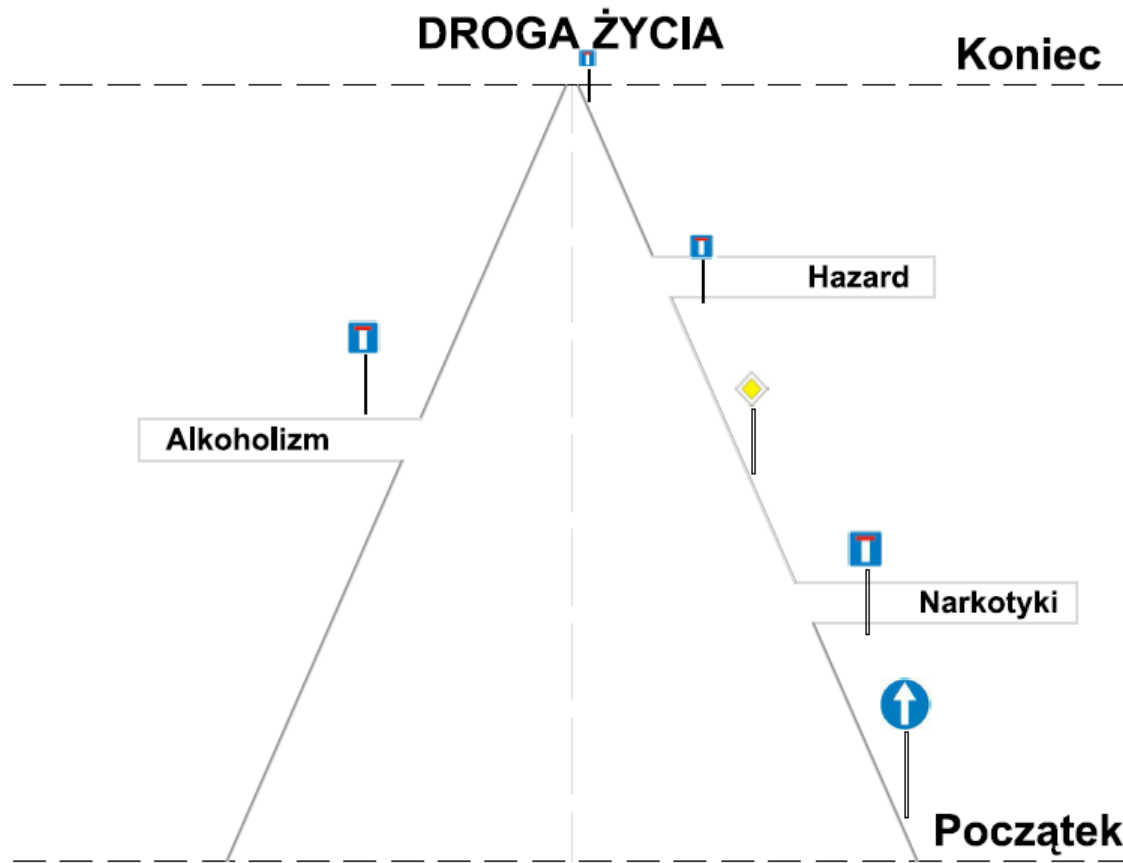 DROGA ŻYCIA
Koniec
Hazard
Alkoholizm
Narkotyki
Początek